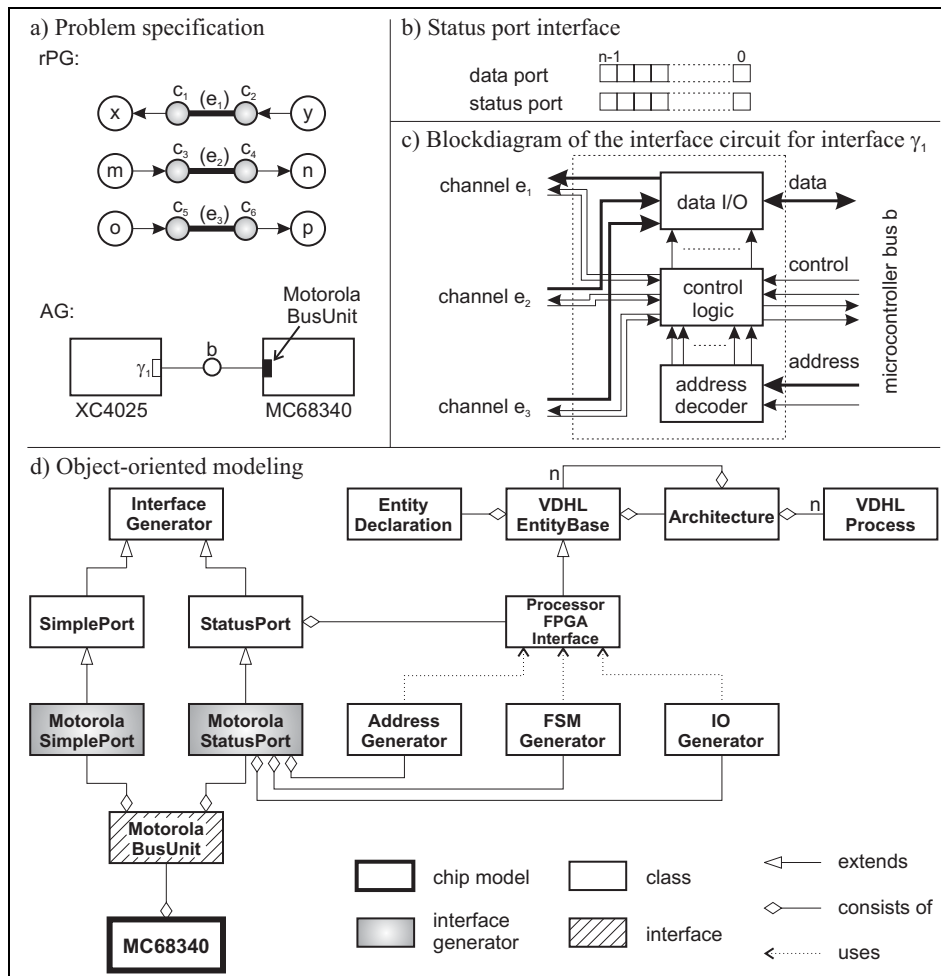 a) Problem specification
rPG:
x c1 (e1) c2 y
m c3 (e2) c4 n
o c5 (e3) c6 p
AG:
Motorola
BusUnit
γ1 b
XC4025 MC68340
b) Status port interface
n-1 0
data port
status port
c) Blockdiagram of the interface circuit for interface γ1
channel e1
channel e2
channel e3
data I/O
control
logic
address
decoder
data
control
address
microcontroller bus b
d) Object-oriented modeling
Interface
Generator
Entity
Declaration
n
VDHL
EntityBase
Architecture
n
VDHL
Process
SimplePort
StatusPort
Processor
FPGA
Interface
Motorola
SimplePort
Motorola
StatusPort
Address
Generator
FSM
Generator
IO
Generator
Motorola
BusUnit
MC68340
chip model
class
extends
interface
generator
interface
consists of
uses